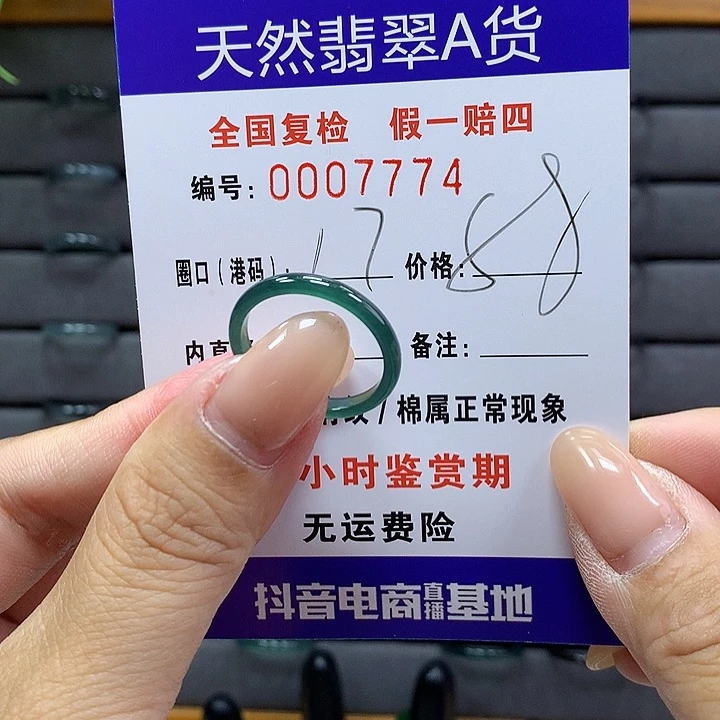 天然翡翠A货
全国复检 假一赔四
编号：0007774
圈口（港码）：17 价格：58
内直 备注：
/棉属正常现象
小时鉴赏期
无运费险
抖音电商直播基地